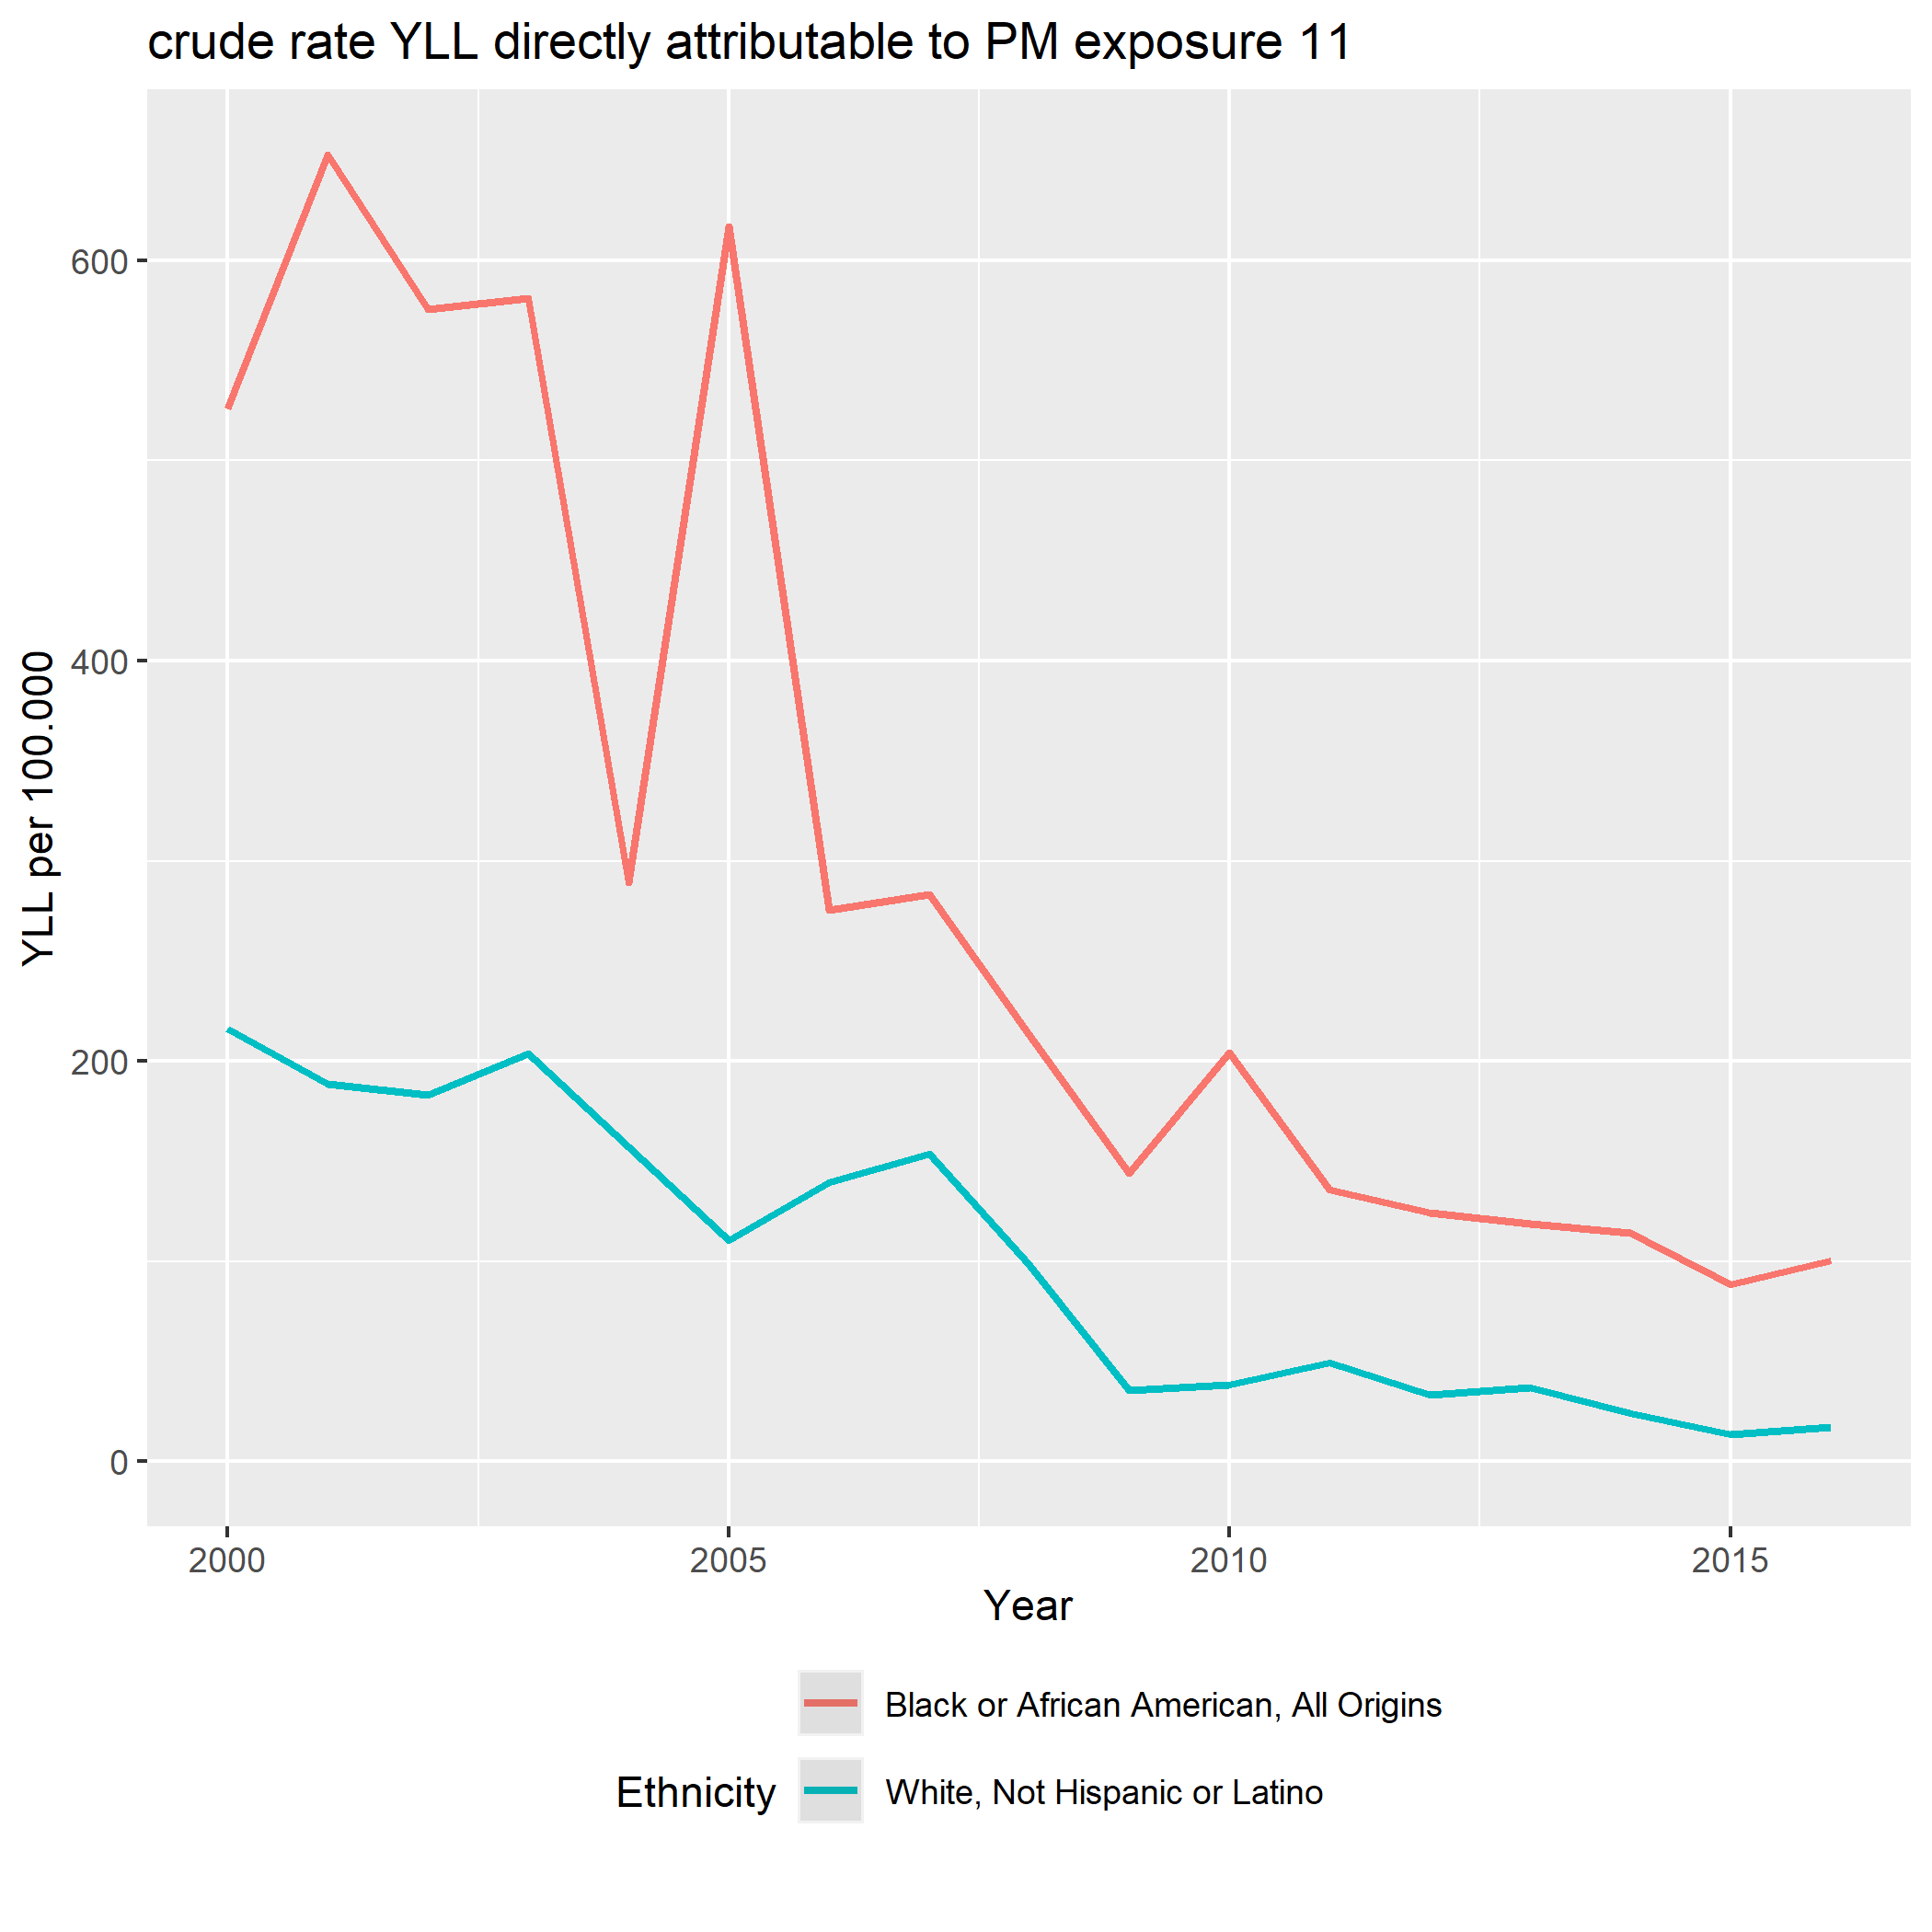 crude rate YLL directly attributable to PM exposure 11
YLL per 100.000
600
400
200
0
2000 2005 2010 2015
Year
Ethnicity
Black or African American, All Origins
White, Not Hispanic or Latino